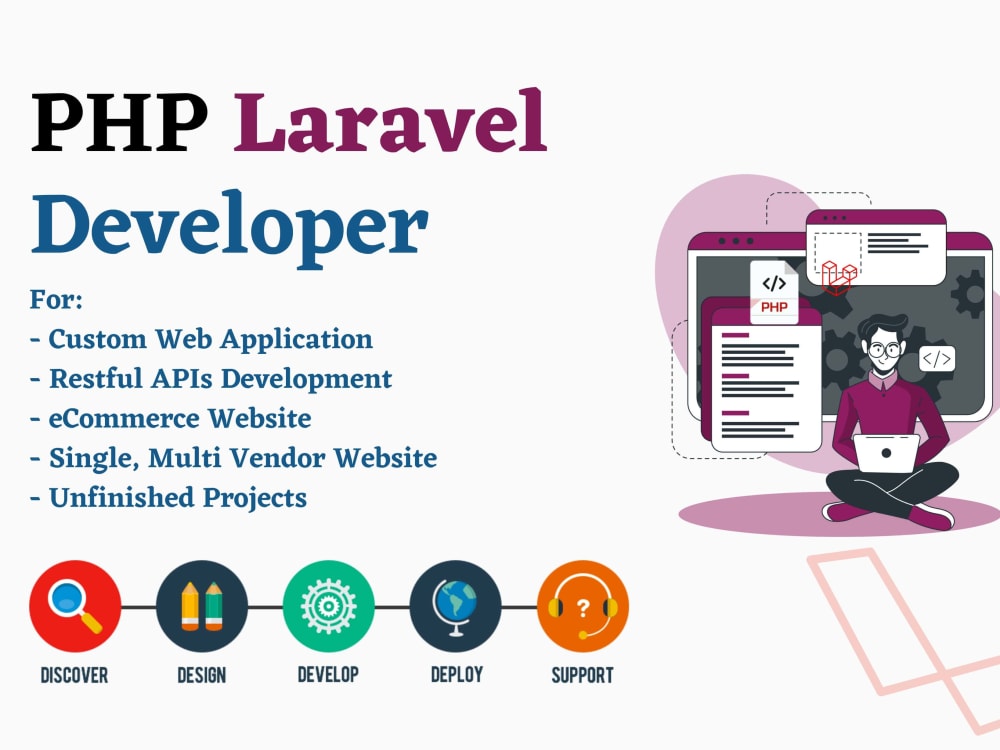 PHP Laravel
Developer
For:
- Custom Web Application
- Restful APIs Development
- eCommerce Website
- Single, Multi Vendor Website
- Unfinished Projects
</>
PHP
</>
?
DISCOVER
DESIGN
DEVELOP
DEPLOY
SUPPORT